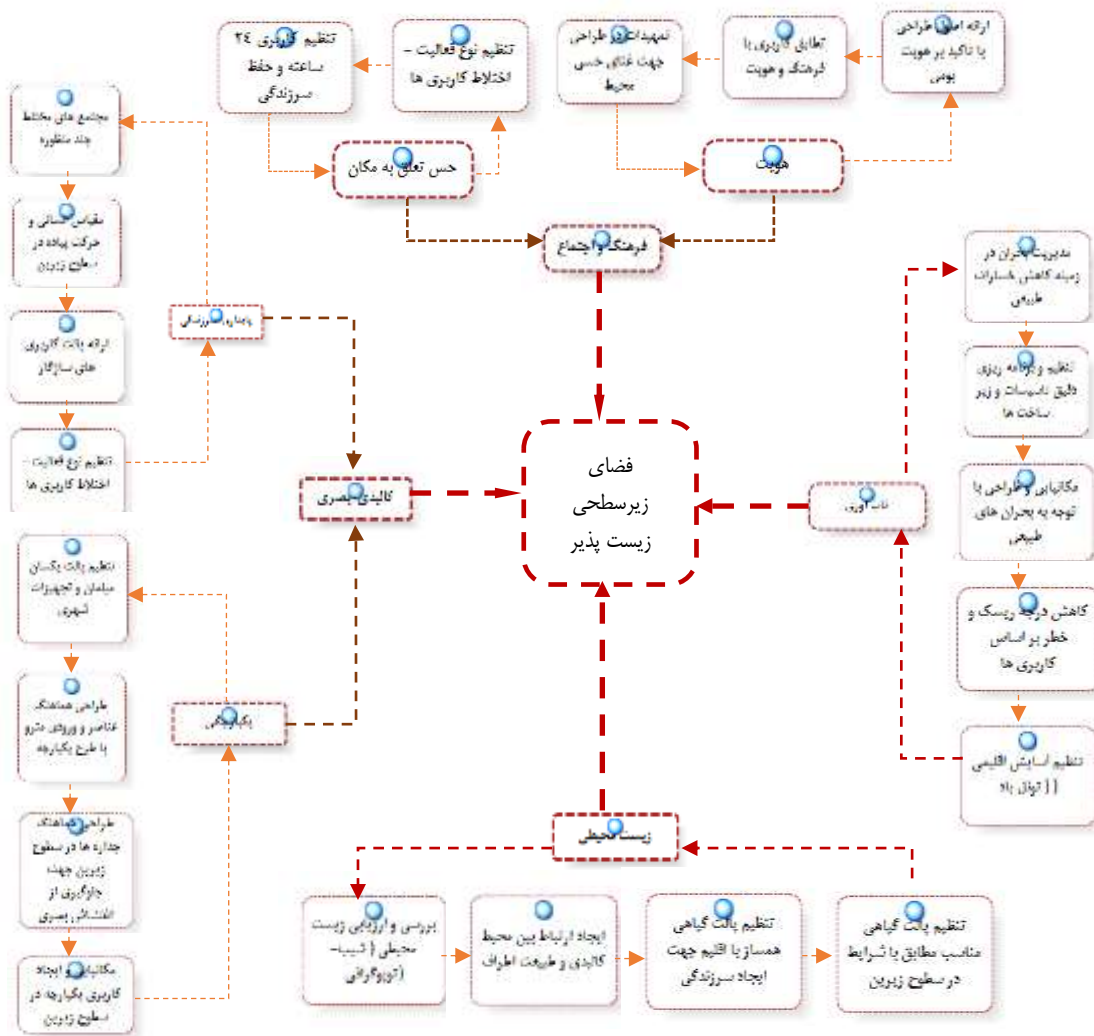 ارائه اصول طراحی
با تاکید بر هویت
بومی
تطابق کاربری با
فرهنگ و هویت
تمهیدات در طراحی
جهت غنای حس
محیط
هویت
تنظیم نوع فعالیت –
اختلاط کاربری ها
تنظیم کاربری ٢٤
ساعته و حفظ
سرزندگی
حس تعلق به مکان
فرهنگ و اجتماع
مدیریت بحران در
زمینه کاهش خسارات
طبیعی
تنظیم و برنامه ریزی
دقیق تاسیسات و زیر
ساخت ها
مکانیابی و طراحی با
توجه به بحران های
طبیعی
کاهش درجه ریسک و
خطر بر اساس
کاربری ها
تنظیم آسایش اقلیمی
(( تونل باد
تاب آوری
فضای
زیرسطحی
زیست پذیر
مجتمع های مختلط
چند منظوره
مقیاس انسانی و
حرکت پیاده در
سطوح زیرین
ارائه پالت کاربری
های سازگار
تنظیم نوع فعالیت –
اختلاط کاربری ها
کالبدی-بصری
تنظیم پالت یکسان
مبلمان و تجهیزات
شهری
طراحی هماهنگ
عناصر و ورودی مترو
با طرح یکپارچه
طراحی هماهنگ
جداره ها در سطوح
زیرین جهت
جلوگیری از
اغتشاش بصری
مکانیابی و ایجاد
کاربری یکپارچه در
سطوح زیرین
یکپارچگی
زیست محیطی
بررسی و ارزیابی زیست
محیطی ( شیب-
توپوگرافی)
ایجاد ارتباط بین محیط
کالبدی و طبیعت اطراف
تنظیم پالت گیاهی
همساز با اقلیم جهت
ایجاد سرزندگی
تنظیم پالت گیاهی
مناسب مطابق با شرایط
در سطوح زیرین